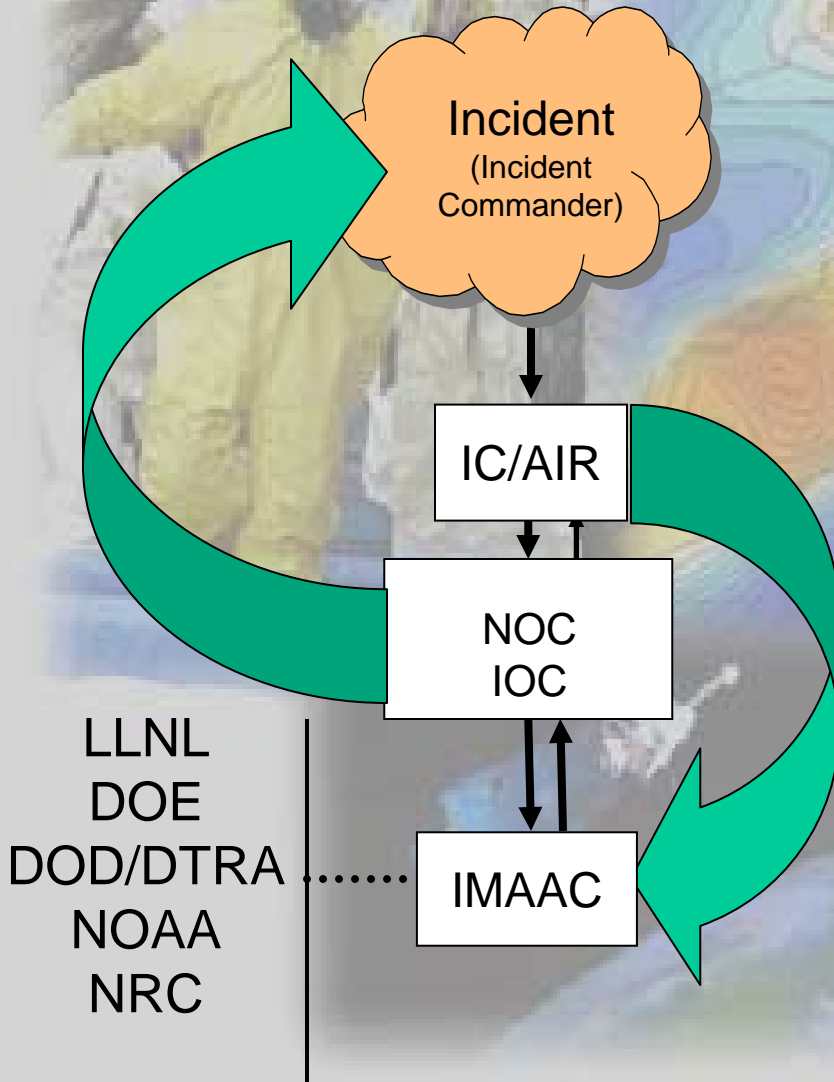 Incident
(Incident
Commander)
IC/AIR
NOC
IOC
LLNL
DOE
DOD/DTRA
NOAA
NRC
IMAAC